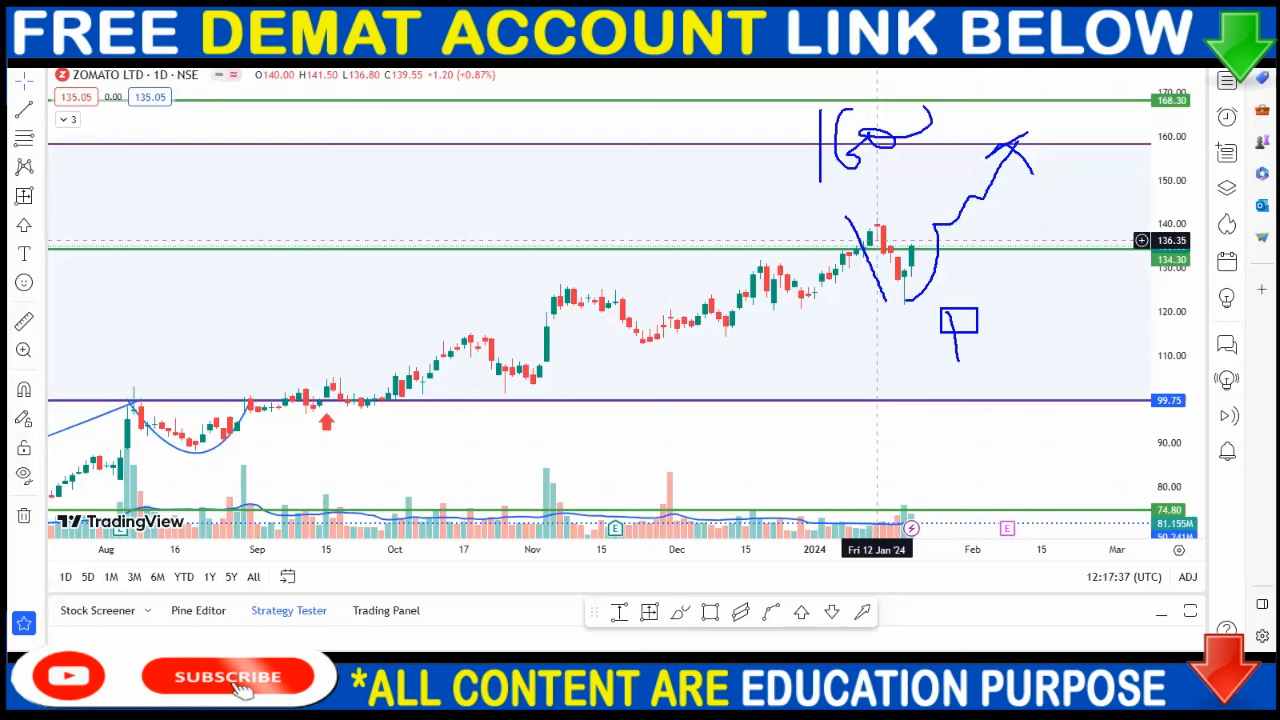 FREE DEMAT ACCOUNT LINK BELOW
ZOMATO LTD · 1D · NSE O140.00 H141.50 L136.80 C139.55 +1.20 (+0.87%)
135.05 0.00 135.05
3
170.00
168.30
160.00
150.00
140.00
136.35
134.30
130.00
120.00
110.00
99.75
90.00
80.00
74.80
81.155M
TradingView
E
E
Aug 16 Sep 15 Oct 17 Nov 15 Dec 15 2024 Fri 12 Jan '24 Feb 15 Mar
1D 5D 1M 3M 6M YTD 1Y 5Y All 12:17:37 (UTC) ADJ
Stock Screener Pine Editor Strategy Tester Trading Panel
SUBSCRIBE
*ALL CONTENT ARE EDUCATION PURPOSE